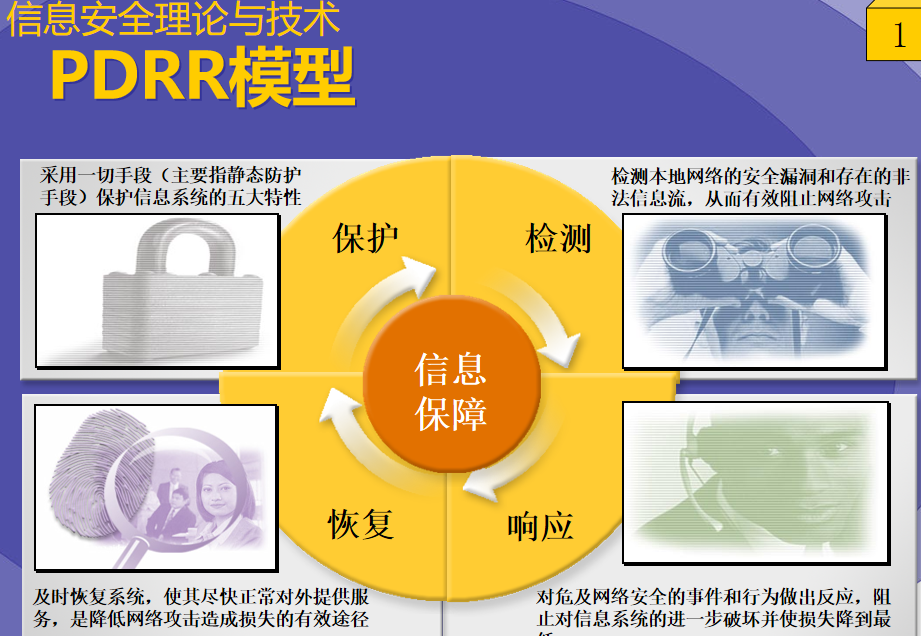 信息安全理论与技术
PDRR模型
1
采用一切手段（主要指静态防护
手段）保护信息系统的五大特性
检测本地网络的安全漏洞和存在的非
法信息流，从而有效阻止网络攻击
保护
检测
信息
保障
恢复
响应
及时恢复系统，使其尽快正常对外提供服
务，是降低网络攻击造成损失的有效途径
对危及网络安全的事件和行为做出反应，阻
止对信息系统的进一步破坏并使损失降到最